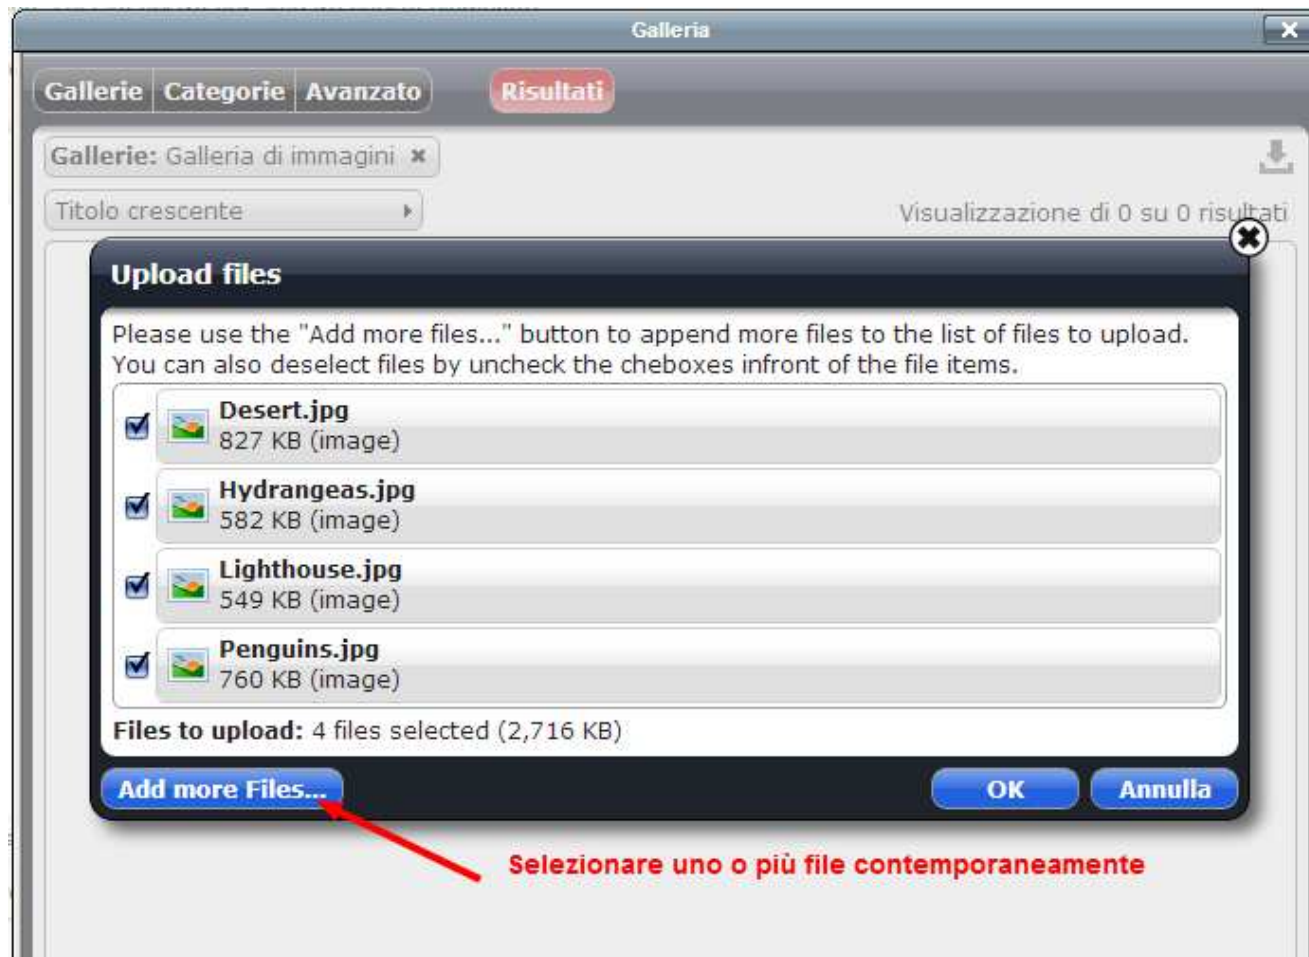 Galleria
Gallerie Categorie Avanzato Risultati
Gallerie: Galleria di immagini
Titolo crescente
Visualizzazione di 0 su 0 risultati
Upload files
Please use the "Add more files..." button to append more files to the list of files to upload.
You can also deselect files by uncheck the cheboxes infront of the file items.
Desert.jpg
827 KB (image)
Hydrangeas.jpg
582 KB (image)
Lighthouse.jpg
549 KB (image)
Penguins.jpg
760 KB (image)
Files to upload: 4 files selected (2,716 KB)
Add more Files... OK Annulla
Selezionare uno o più file contemporaneamente